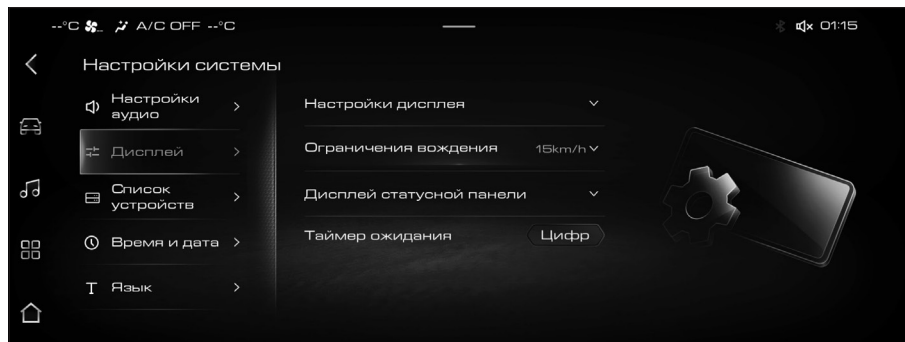 --°C A/C OFF --°C
01:15
Настройки системы
Настройки аудио
Дисплей
Список устройств
Время и дата
Язык
Настройки дисплея
Ограничения вождения 15km/h
Дисплей статусной панели
Таймер ожидания Цифр